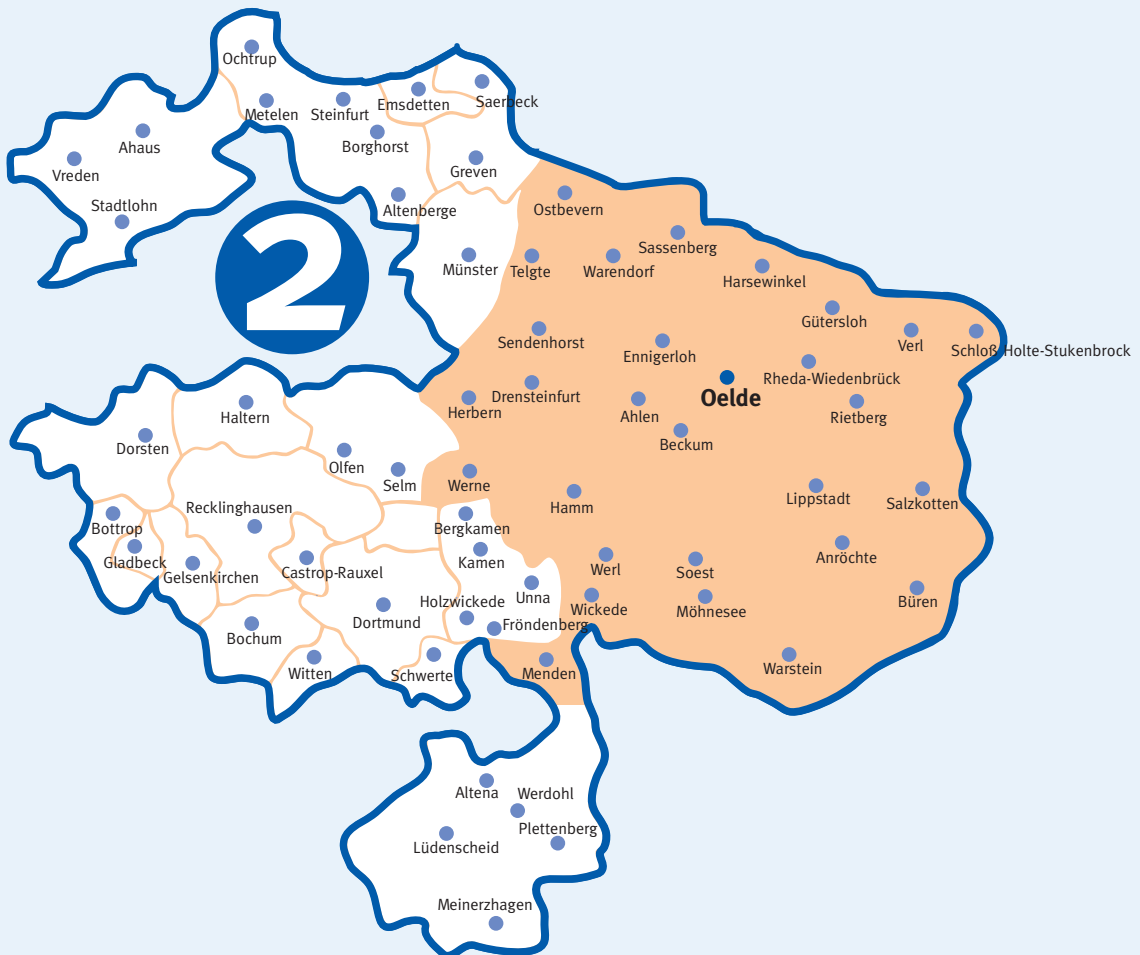 Ochtrup
Metelen
Steinfurt
Emsdetten
Saerbeck
Borghorst
Ahaus
Vreden
Greven
Stadtlohn
Altenberge
Ostbevern
2
Münster
Telgte
Warendorf
Sassenberg
Harsewinkel
Gütersloh
Verl
Schloß Holte-Stukenbrock
Sendenhorst
Ennigerloh
Rheda-Wiedenbrück
Oelde
Drensteinfurt
Herbern
Ahlen
Rietberg
Beckum
Haltern
Dorsten
Olfen
Selm
Werne
Hamm
Lippstadt
Salzkotten
Recklinghausen
Bottrop
Bergkamen
Gladbeck
Gelsenkirchen
Castrop-Rauxel
Kamen
Werl
Soest
Anröchte
Holzwickede
Unna
Wickede
Möhnesee
Büren
Dortmund
Fröndenberg
Bochum
Witten
Schwerte
Menden
Warstein
Altena
Werdohl
Plettenberg
Lüdenscheid
Meinerzhagen